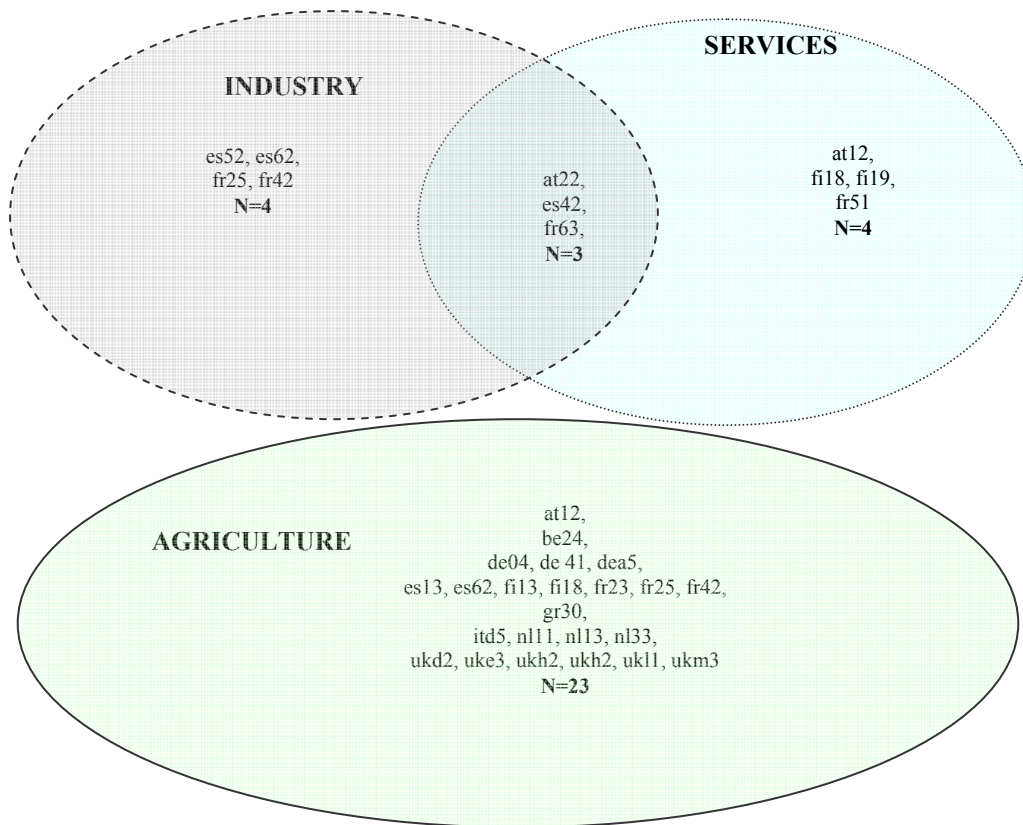 SERVICES
INDUSTRY
es52, es62,
fr25, fr42
N=4
at22,
es42,
fr63,
N=3
at12,
fi18, fi19,
fr51
N=4
AGRICULTURE
at12,
be24,
de04, de 41, dea5,
es13, es62, fi13, fi18, fr23, fr25, fr42,
gr30,
itd5, nl11, nl13, nl33,
ukd2, uke3, ukh2, ukh2, ukl1, ukm3
N=23